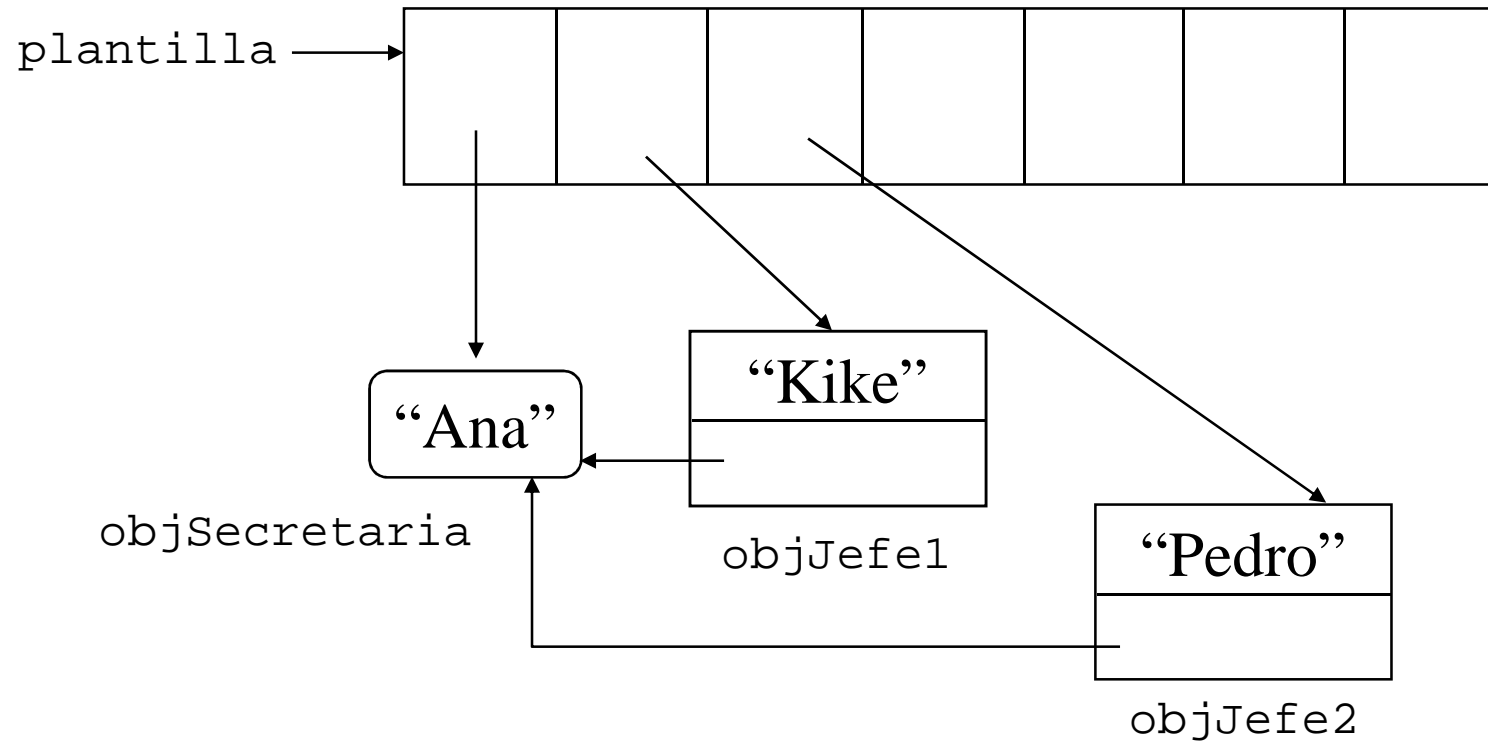 plantilla
“Kike”
“Ana”
objSecretaria
objJefe1
“Pedro”
objJefe2